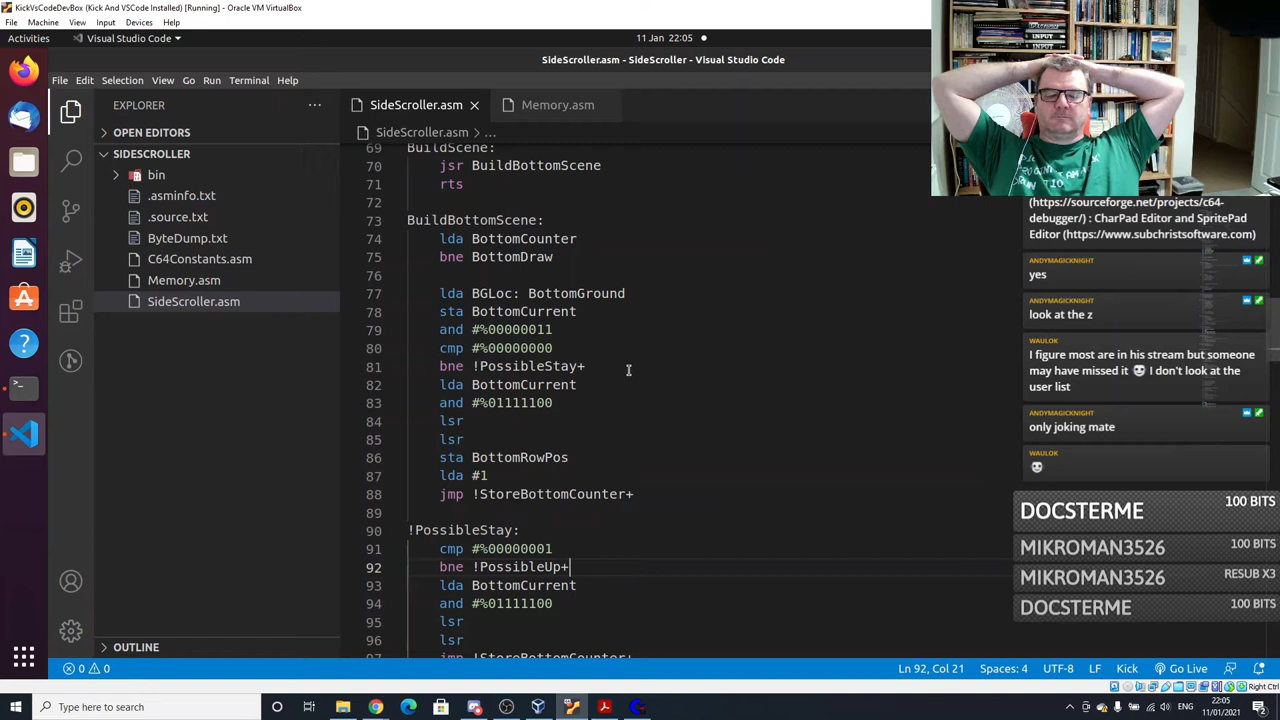 KickVsCodeDevBox (Kick And VSCode Installed) [Running] - Oracle VM VirtualBox
File Machine View Input Devices Help
Activities Visual Studio Code 11 Jan 22:05
SideScroller.asm - SideScroller - Visual Studio Code
File Edit Selection View Go Run Terminal Help
EXPLORER
OPEN EDITORS
SIDESCROLLER
bin
.asminfo.txt
.source.txt
ByteDump.txt
C64Constants.asm
Memory.asm
SideScroller.asm
OUTLINE
SideScroller.asm Memory.asm
SideScroller.asm > ...
69 BuildScene:
70 jsr BuildBottomScene
71 rts
72
73 BuildBottomScene:
74 lda BottomCounter
75 bne BottomDraw
76
77 lda BGLoc: BottomGround
78 sta BottomCurrent
79 and #%00000011
80 cmp #%00000000
81 bne !PossibleStay+
82 lda BottomCurrent
83 and #%01111100
84 lsr
85 lsr
86 sta BottomRowPos
87 lda #1
88 jmp !StoreBottomCounter+
89
90 !PossibleStay:
91 cmp #%00000001
92 bne !PossibleUp+
93 lda BottomCurrent
94 and #%01111100
95 lsr
96 lsr
97 jmp !StoreBottomCounter+
INPUT
INPUT
(https://sourceforge.net/projects/c64-
debugger/) : CharPad Editor and SpritePad
Editor (https://www.subchristsoftware.com)
ANDYMAGICKNIGHT
yes
ANDYMAGICKNIGHT
look at the z
WAULOK
I figure most are in his stream but someone
may have missed it I don't look at the
user list
ANDYMAGICKNIGHT
only joking mate
WAULOK
DOCSTERME 100 BITS
MIKROMAN3526 100 BITS
MIKROMAN3526 RESUB X3
DOCSTERME 100 BITS
0 0 Ln 92, Col 21 Spaces: 4 UTF-8 LF Kick Go Live
Right Ctrl
Type here to search
22:05
11/01/2021